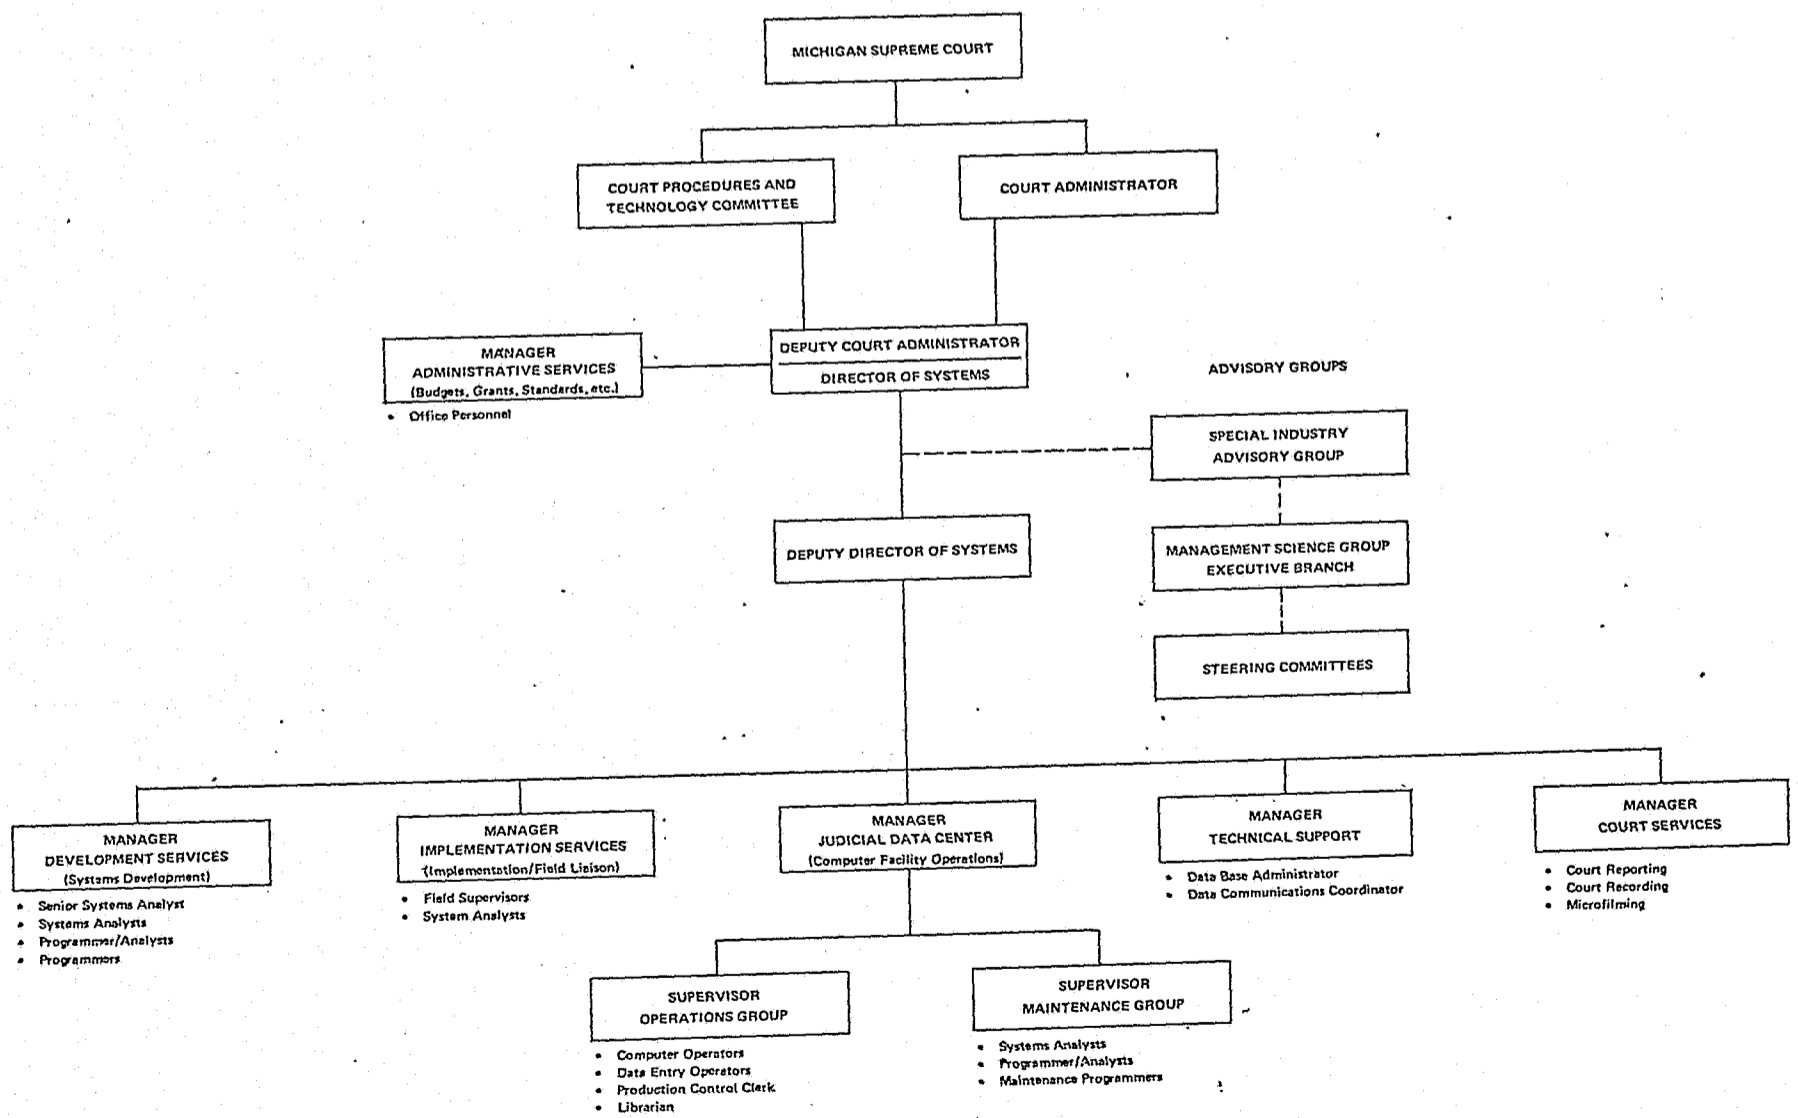 MICHIGAN SUPREME COURT
COURT PROCEDURES AND
TECHNOLOGY COMMITTEE
COURT ADMINISTRATOR
MANAGER
ADMINISTRATIVE SERVICES
(Budgets, Grants, Standards, etc.)
• Office Personnel
DEPUTY COURT ADMINISTRATOR
DIRECTOR OF SYSTEMS
ADVISORY GROUPS
SPECIAL INDUSTRY
ADVISORY GROUP
DEPUTY DIRECTOR OF SYSTEMS
MANAGEMENT SCIENCE GROUP
EXECUTIVE BRANCH
STEERING COMMITTEES
MANAGER
DEVELOPMENT SERVICES
(Systems Development)
• Senior Systems Analyst
• Systems Analysts
• Programmer/Analysts
• Programmers
MANAGER
IMPLEMENTATION SERVICES
(Implementation/Field Liaison)
• Field Supervisors
• System Analysts
MANAGER
JUDICIAL DATA CENTER
(Computer Facility Operations)
MANAGER
TECHNICAL SUPPORT
• Data Base Administrator
• Data Communications Coordinator
MANAGER
COURT SERVICES
• Court Reporting
• Court Recording
• Microfilming
SUPERVISOR
OPERATIONS GROUP
• Computer Operators
• Data Entry Operators
• Production Control Clerk
• Librarian
SUPERVISOR
MAINTENANCE GROUP
• Systems Analysts
• Programmer/Analysts
• Maintenance Programmers